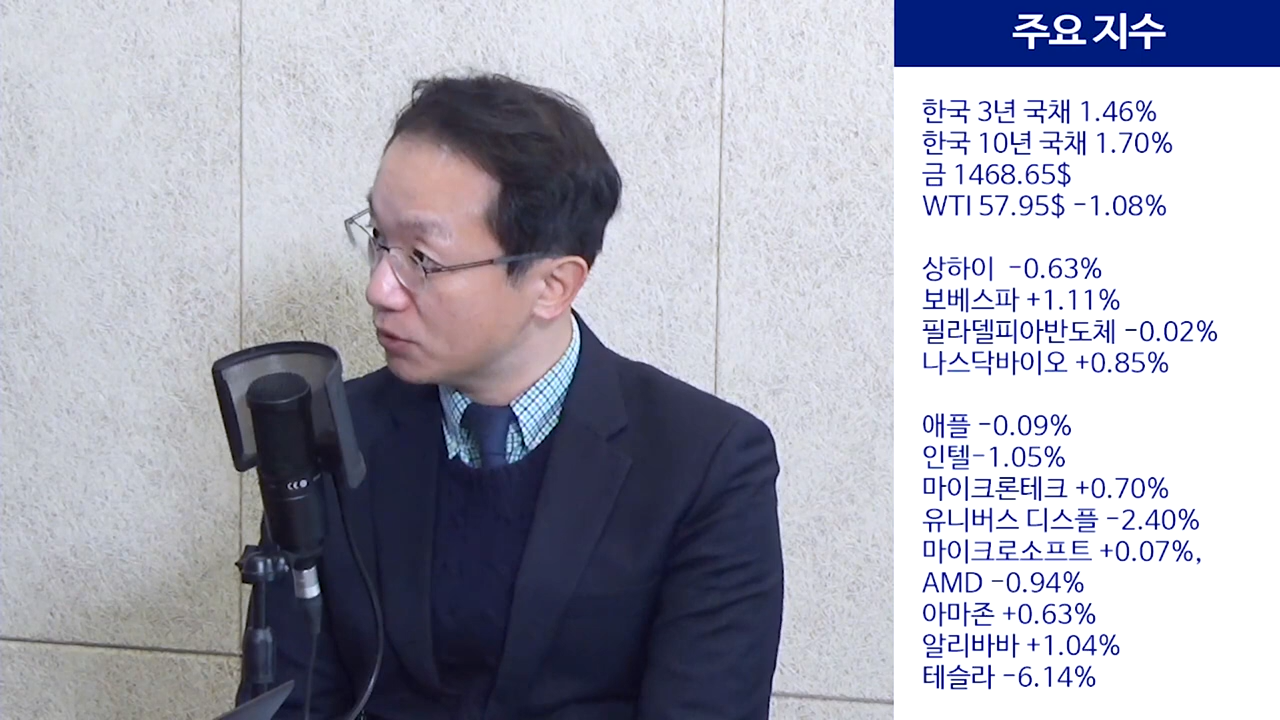 주요 지수
한국 3년 국채 1.46%
한국 10년 국채 1.70%
금 1468.65$
WTI 57.95$ -1.08%
상하이 -0.63%
보베스파 +1.11%
필라델피아반도체 -0.02%
나스닥바이오 +0.85%
애플 -0.09%
인텔-1.05%
마이크론테크 +0.70%
유니버스 디스플 -2.40%
마이크로소프트 +0.07%,
AMD -0.94%
아마존 +0.63%
알리바바 +1.04%
테슬라 -6.14%